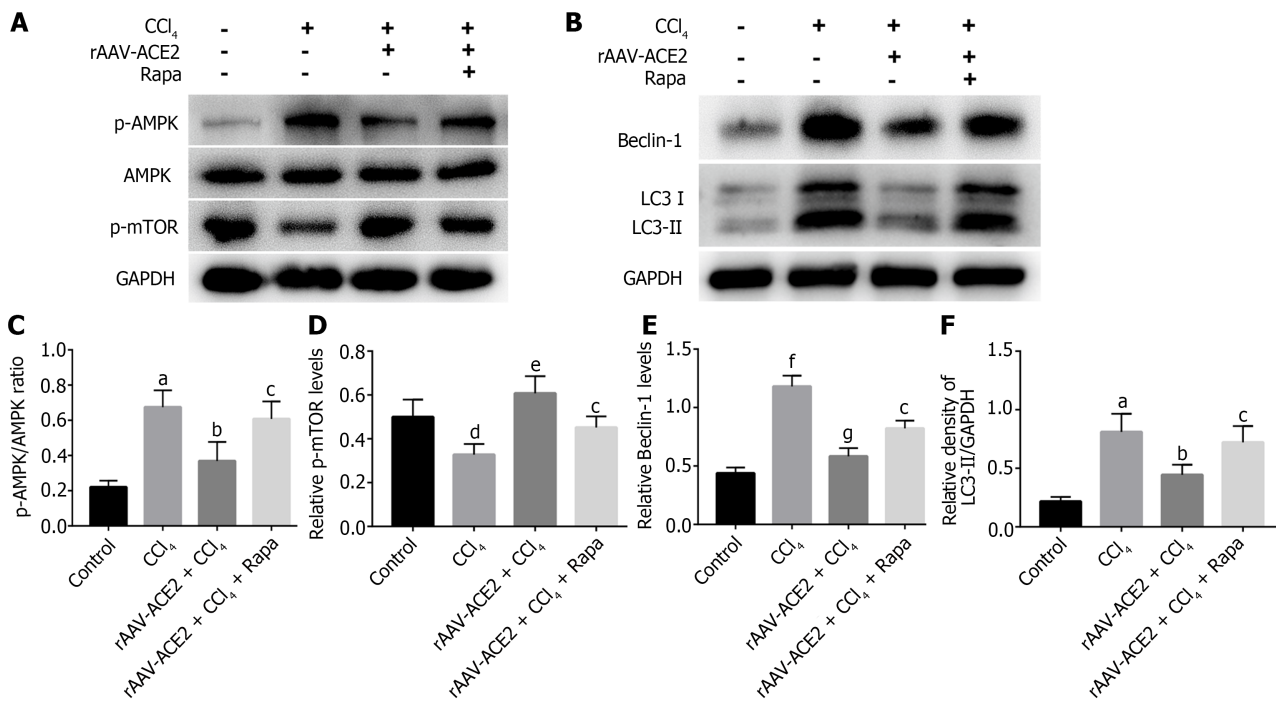 A
CCl₄ - + + +
rAAV-ACE2 - - + +
Rapa - - - +
p-AMPK
AMPK
p-mTOR
GAPDH
B
CCl₄ - + + +
rAAV-ACE2 - - + +
Rapa - - - +
Beclin-1
LC3 I
LC3-II
GAPDH
C
p-AMPK/AMPK ratio
1.0
0.8
0.6
0.4
0.2
0.0
a
b
c
Control
CCl₄
rAAV-ACE2 + CCl₄
rAAV-ACE2 + CCl₄ + Rapa
D
Relative p-mTOR levels
0.8
0.6
0.4
0.2
0.0
d
e
c
Control
CCl₄
rAAV-ACE2 + CCl₄
rAAV-ACE2 + CCl₄ + Rapa
E
Relative Beclin-1 levels
1.5
1.0
0.5
0.0
f
g
c
Control
CCl₄
rAAV-ACE2 + CCl₄
rAAV-ACE2 + CCl₄ + Rapa
F
Relative density of
LC3-II/GAPDH
1.5
1.0
0.5
0.0
a
b
c
Control
CCl₄
rAAV-ACE2 + CCl₄
rAAV-ACE2 + CCl₄ + Rapa